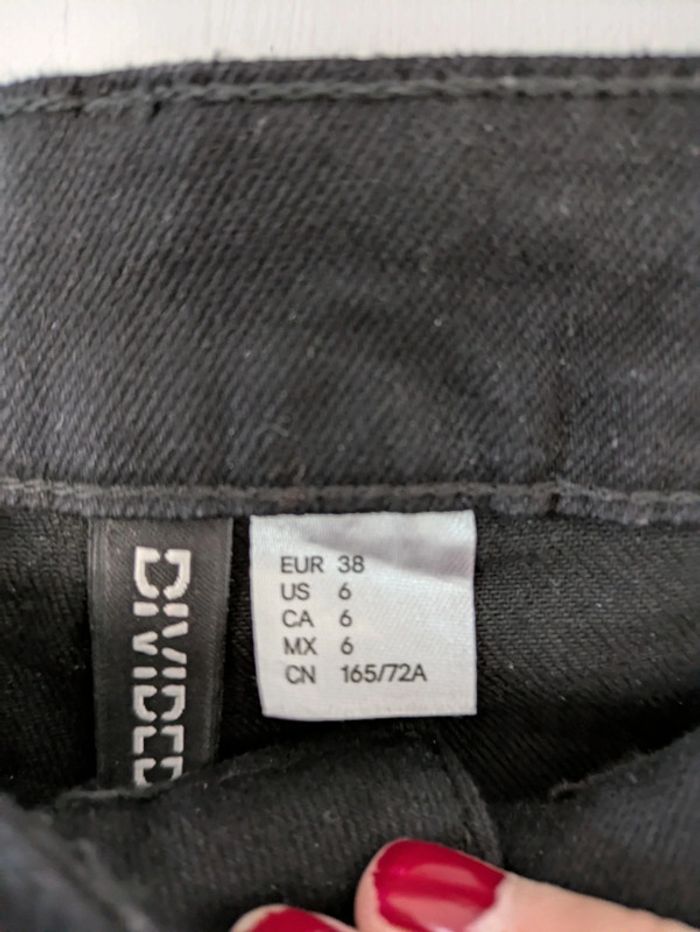 DIVIDED
EUR 38
US 6
CA 6
MX 6
CN 165/72A